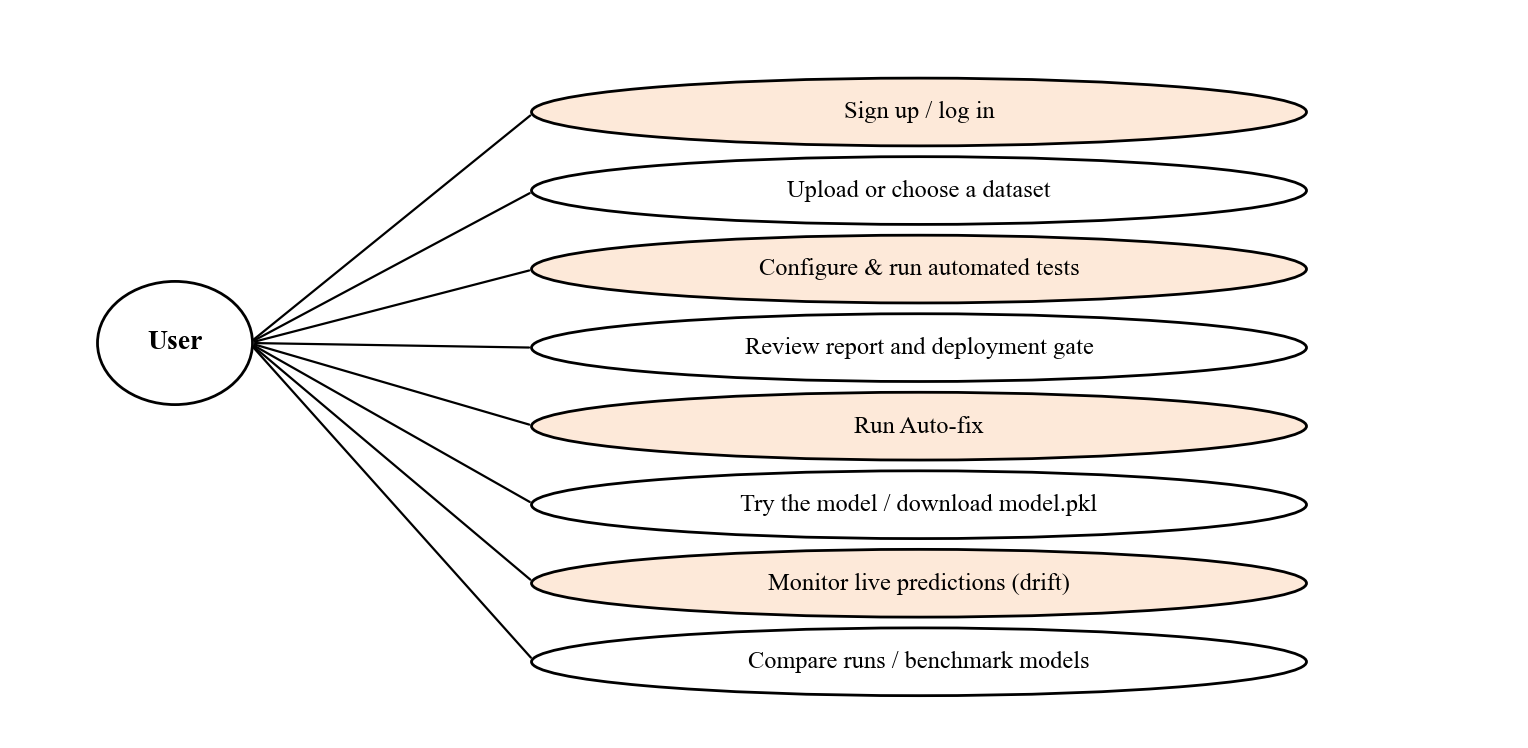 Sign up / log in
Upload or choose a dataset
Configure & run automated tests
User
Review report and deployment gate
Run Auto-fix
Try the model / download model.pkl
Monitor live predictions (drift)
Compare runs / benchmark models